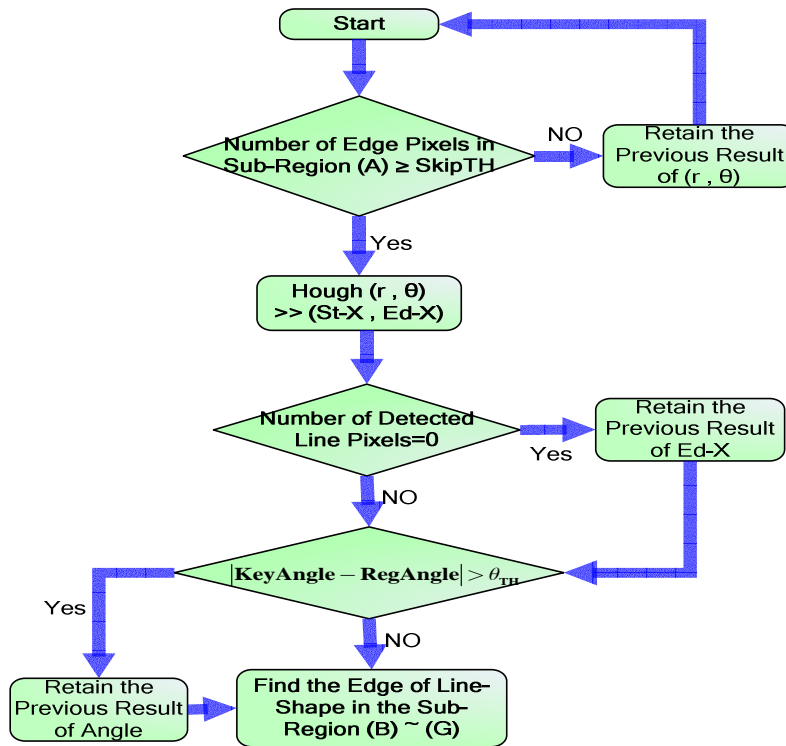 Start
Number of Edge Pixels in
Sub-Region (A) ≥ SkipTH
NO
Retain the
Previous Result
of (r , θ)
Yes
Hough (r , θ)
>> (St-X , Ed-X)
Number of Detected
Line Pixels=0
Yes
Retain the
Previous Result
of Ed-X
NO
|KeyAngle − RegAngle| > θTH
Yes
NO
Retain the
Previous Result
of Angle
Find the Edge of Line-
Shape in the Sub-
Region (B) ~ (G)